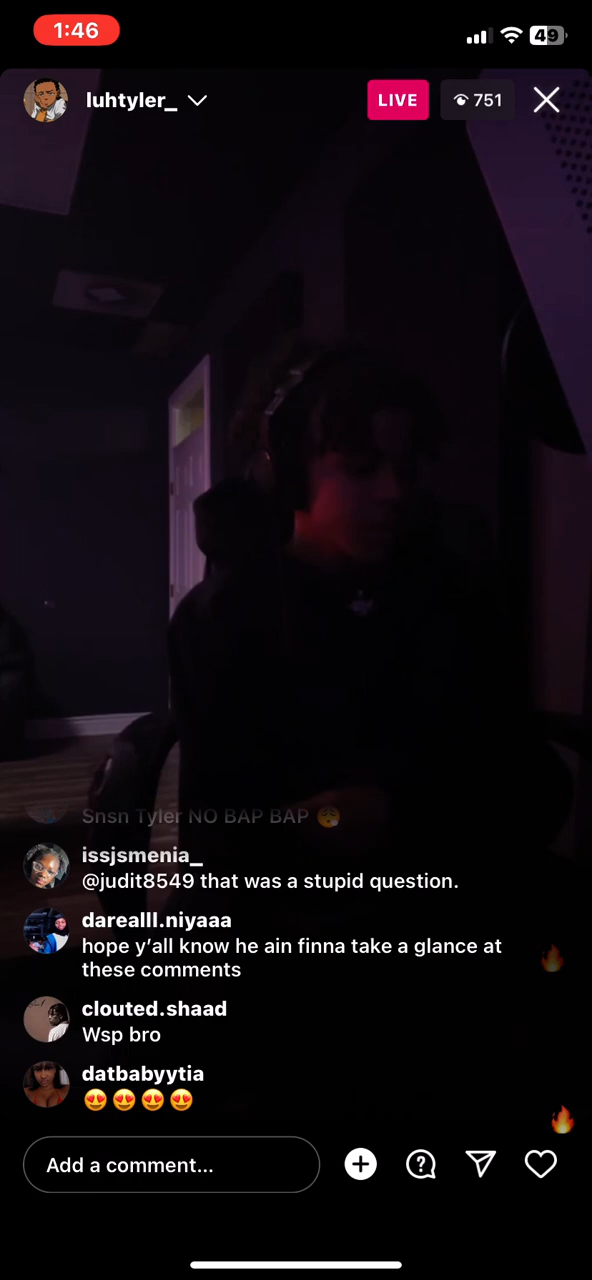 1:46
49
luhtyler_
LIVE
751
Snsn Tyler NO BAP BAP 😮‍💨
issjsmenia_
@judit8549 that was a stupid question.
darealll.niyaaa
hope y’all know he ain finna take a glance at
these comments
clouted.shaad
Wsp bro
datbabyytia
😍😍😍😍
Add a comment...